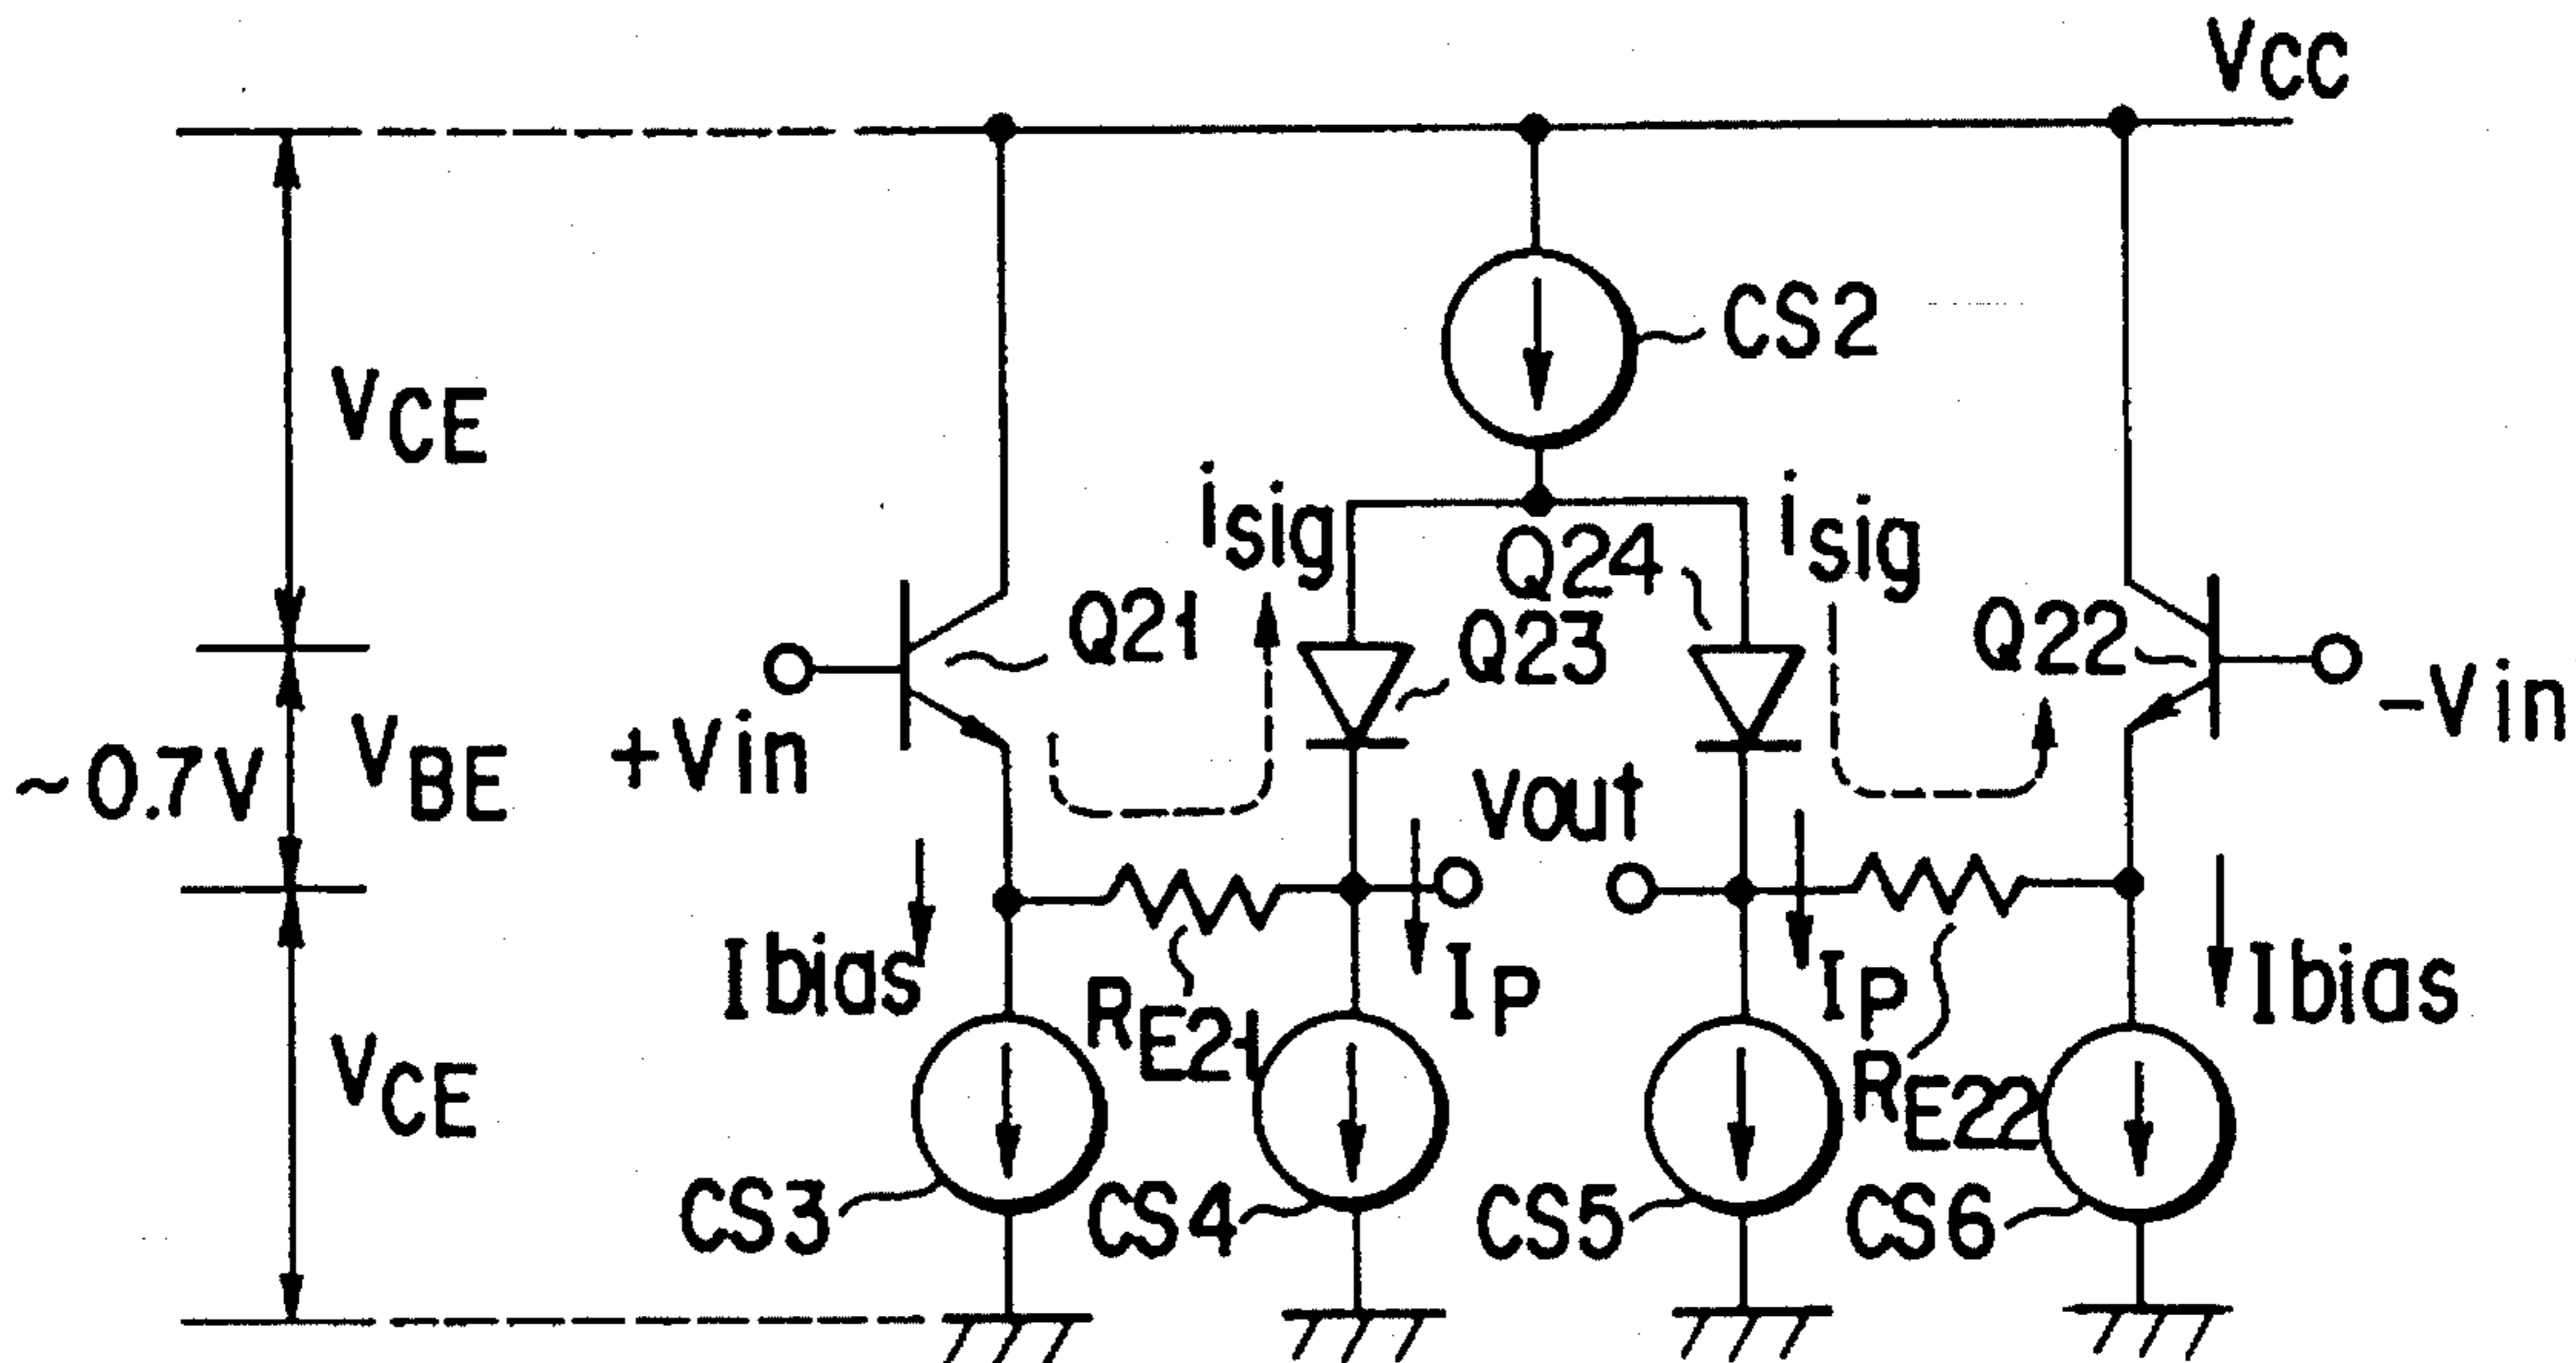 VCC
VCE
CS2
isig
isig
Q24
Q21
Q23
Q22
+Vin
-Vin
~0.7V
VBE
Vout
Ibias
IP
IP
Ibias
RE21
RE22
VCE
CS3
CS4
CS5
CS6